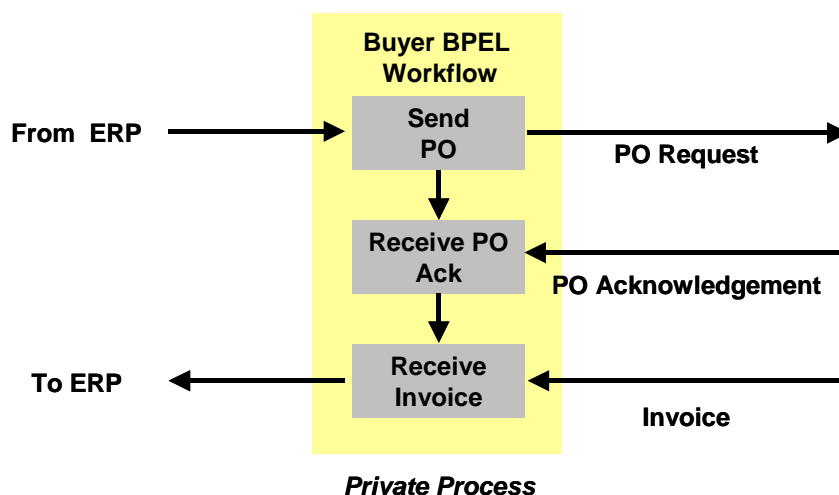 Buyer BPEL
Workflow
From ERP
Send
PO
PO Request
Receive PO
Ack
PO Acknowledgement
To ERP
Receive
Invoice
Invoice
Private Process